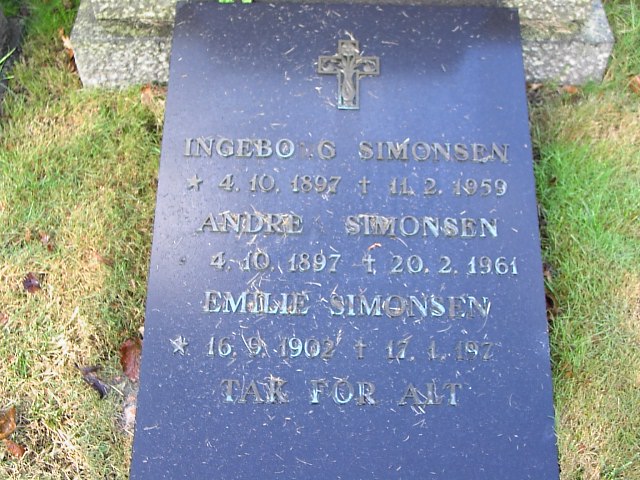 INGEBORG SIMONSEN
★ 4. 10. 1897 ✝ 11. 2. 1959
ANDRE SIMONSEN
4. 10. 1897 ✝ 20. 2. 1961
EMILIE SIMONSEN
★ 16. 9. 1902 ✝ 17. 1.
TAK FOR ALT